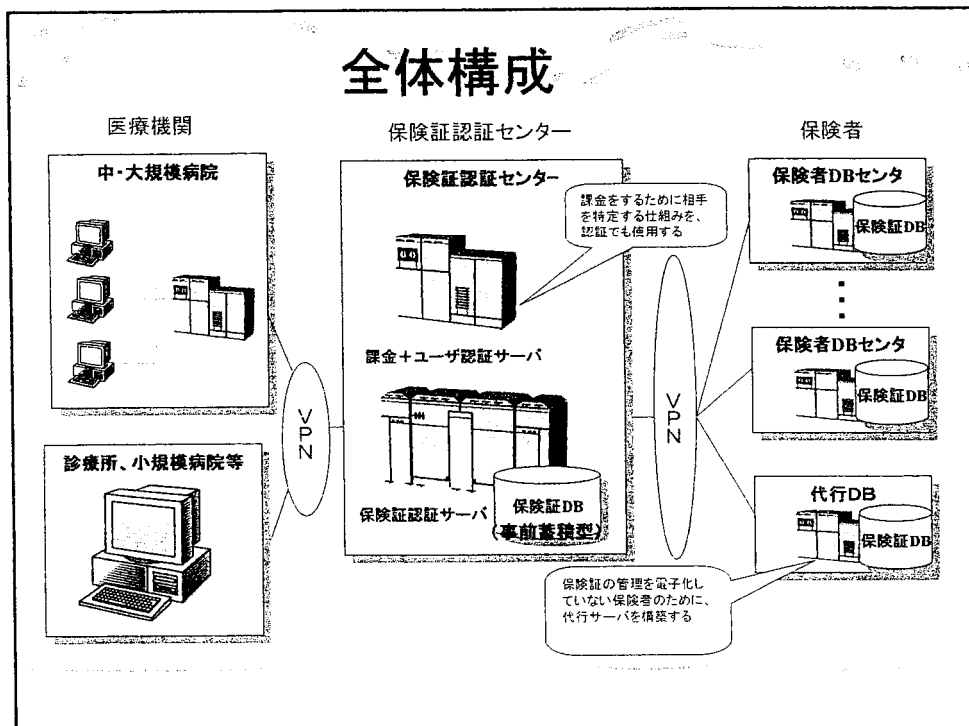 全体構成
医療機関
中・大規模病院
診療所、小規模病院等
VPN
保険証認証センター
保険証認証センター
課金をするために相手
を特定する仕組みを、
認証でも使用する
課金+ユーザ認証サーバ
保険証認証サーバ
保険証DB
(事前蓄積型)
VPN
保険者
保険者DBセンタ
保険証DB
保険者DBセンタ
保険証DB
代行DB
保険証DB
保険証の管理を電子化し
ていない保険者のために、
代行サーバを構築する